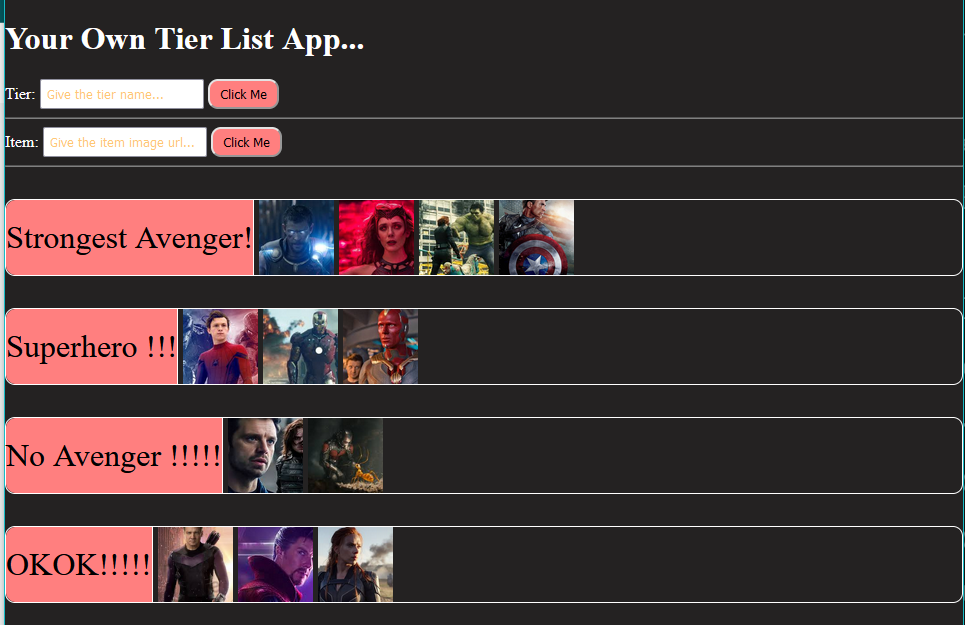 Your Own Tier List App...
Tier: Give the tier name... Click Me
Item: Give the item image url... Click Me
Strongest Avenger!
Superhero !!!
No Avenger !!!!!
OKOK!!!!!